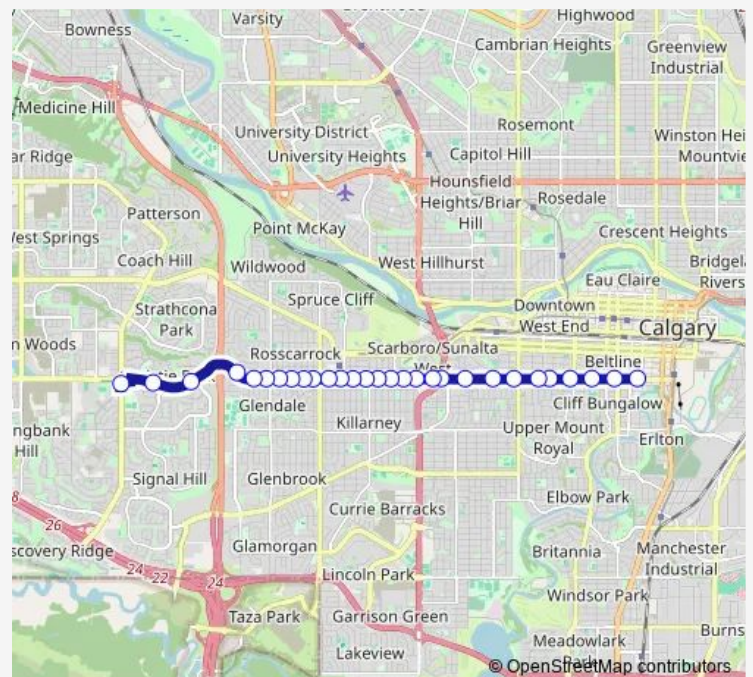 Bowness
Varsity
Highwood
Cambrian Heights
Greenview
Industrial
Medicine Hill
University District
Rosemont
Winston Hei
Mountvie
ar Ridge
University Heights
Capitol Hill
Hounsfield
Heights/Briar
Hill
Rosedale
Patterson
Point McKay
Crescent Heights
West Springs
Coach Hill
Wildwood
West Hillhurst
Bridgel
Rivers
Eau Claire
Spruce Cliff
Strathcona
Park
Downtown
West End
Calgary
n Woods
Rosscarrock
Scarboro/Sunalta
West
Beltline
Glendale
Cliff Bungalow
Killarney
Upper Mount
Royal
Erlton
ngbank
Hill
Signal Hill
Glenbrook
Elbow Park
8
26
Currie Barracks
scovery Ridge
Glamorgan
Britannia
Manchester
Industrial
24
22
24
Lincoln Park
Windsor Park
Taza Park
Garrison Green
Burns
Meadowlark
Lakeview
© OpenStreetMap contributors